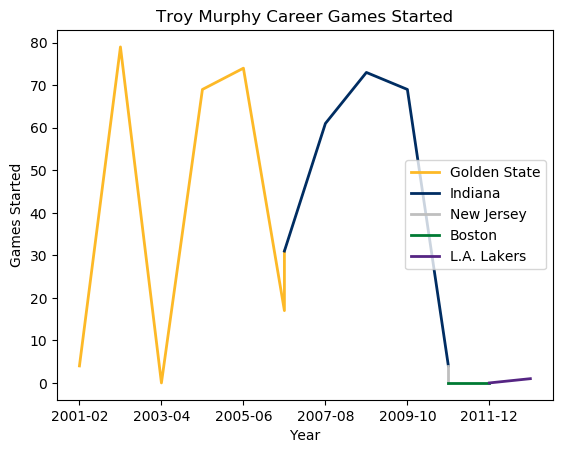 Troy Murphy Career Games Started
Games Started
80
70
60
50
40
30
20
10
0
Golden State
Indiana
New Jersey
Boston
L.A. Lakers
2001-02 2003-04 2005-06 2007-08 2009-10 2011-12
Year